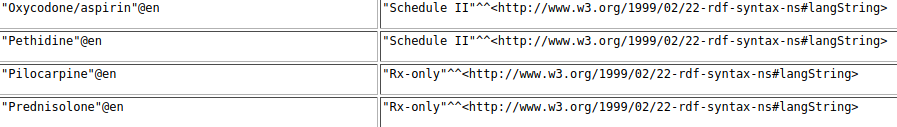 "Oxycodone/aspirin"@en "Schedule II"^^<http://www.w3.org/1999/02/22-rdf-syntax-ns#langString>
"Pethidine"@en "Schedule II"^^<http://www.w3.org/1999/02/22-rdf-syntax-ns#langString>
"Pilocarpine"@en "Rx-only"^^<http://www.w3.org/1999/02/22-rdf-syntax-ns#langString>
"Prednisolone"@en "Rx-only"^^<http://www.w3.org/1999/02/22-rdf-syntax-ns#langString>